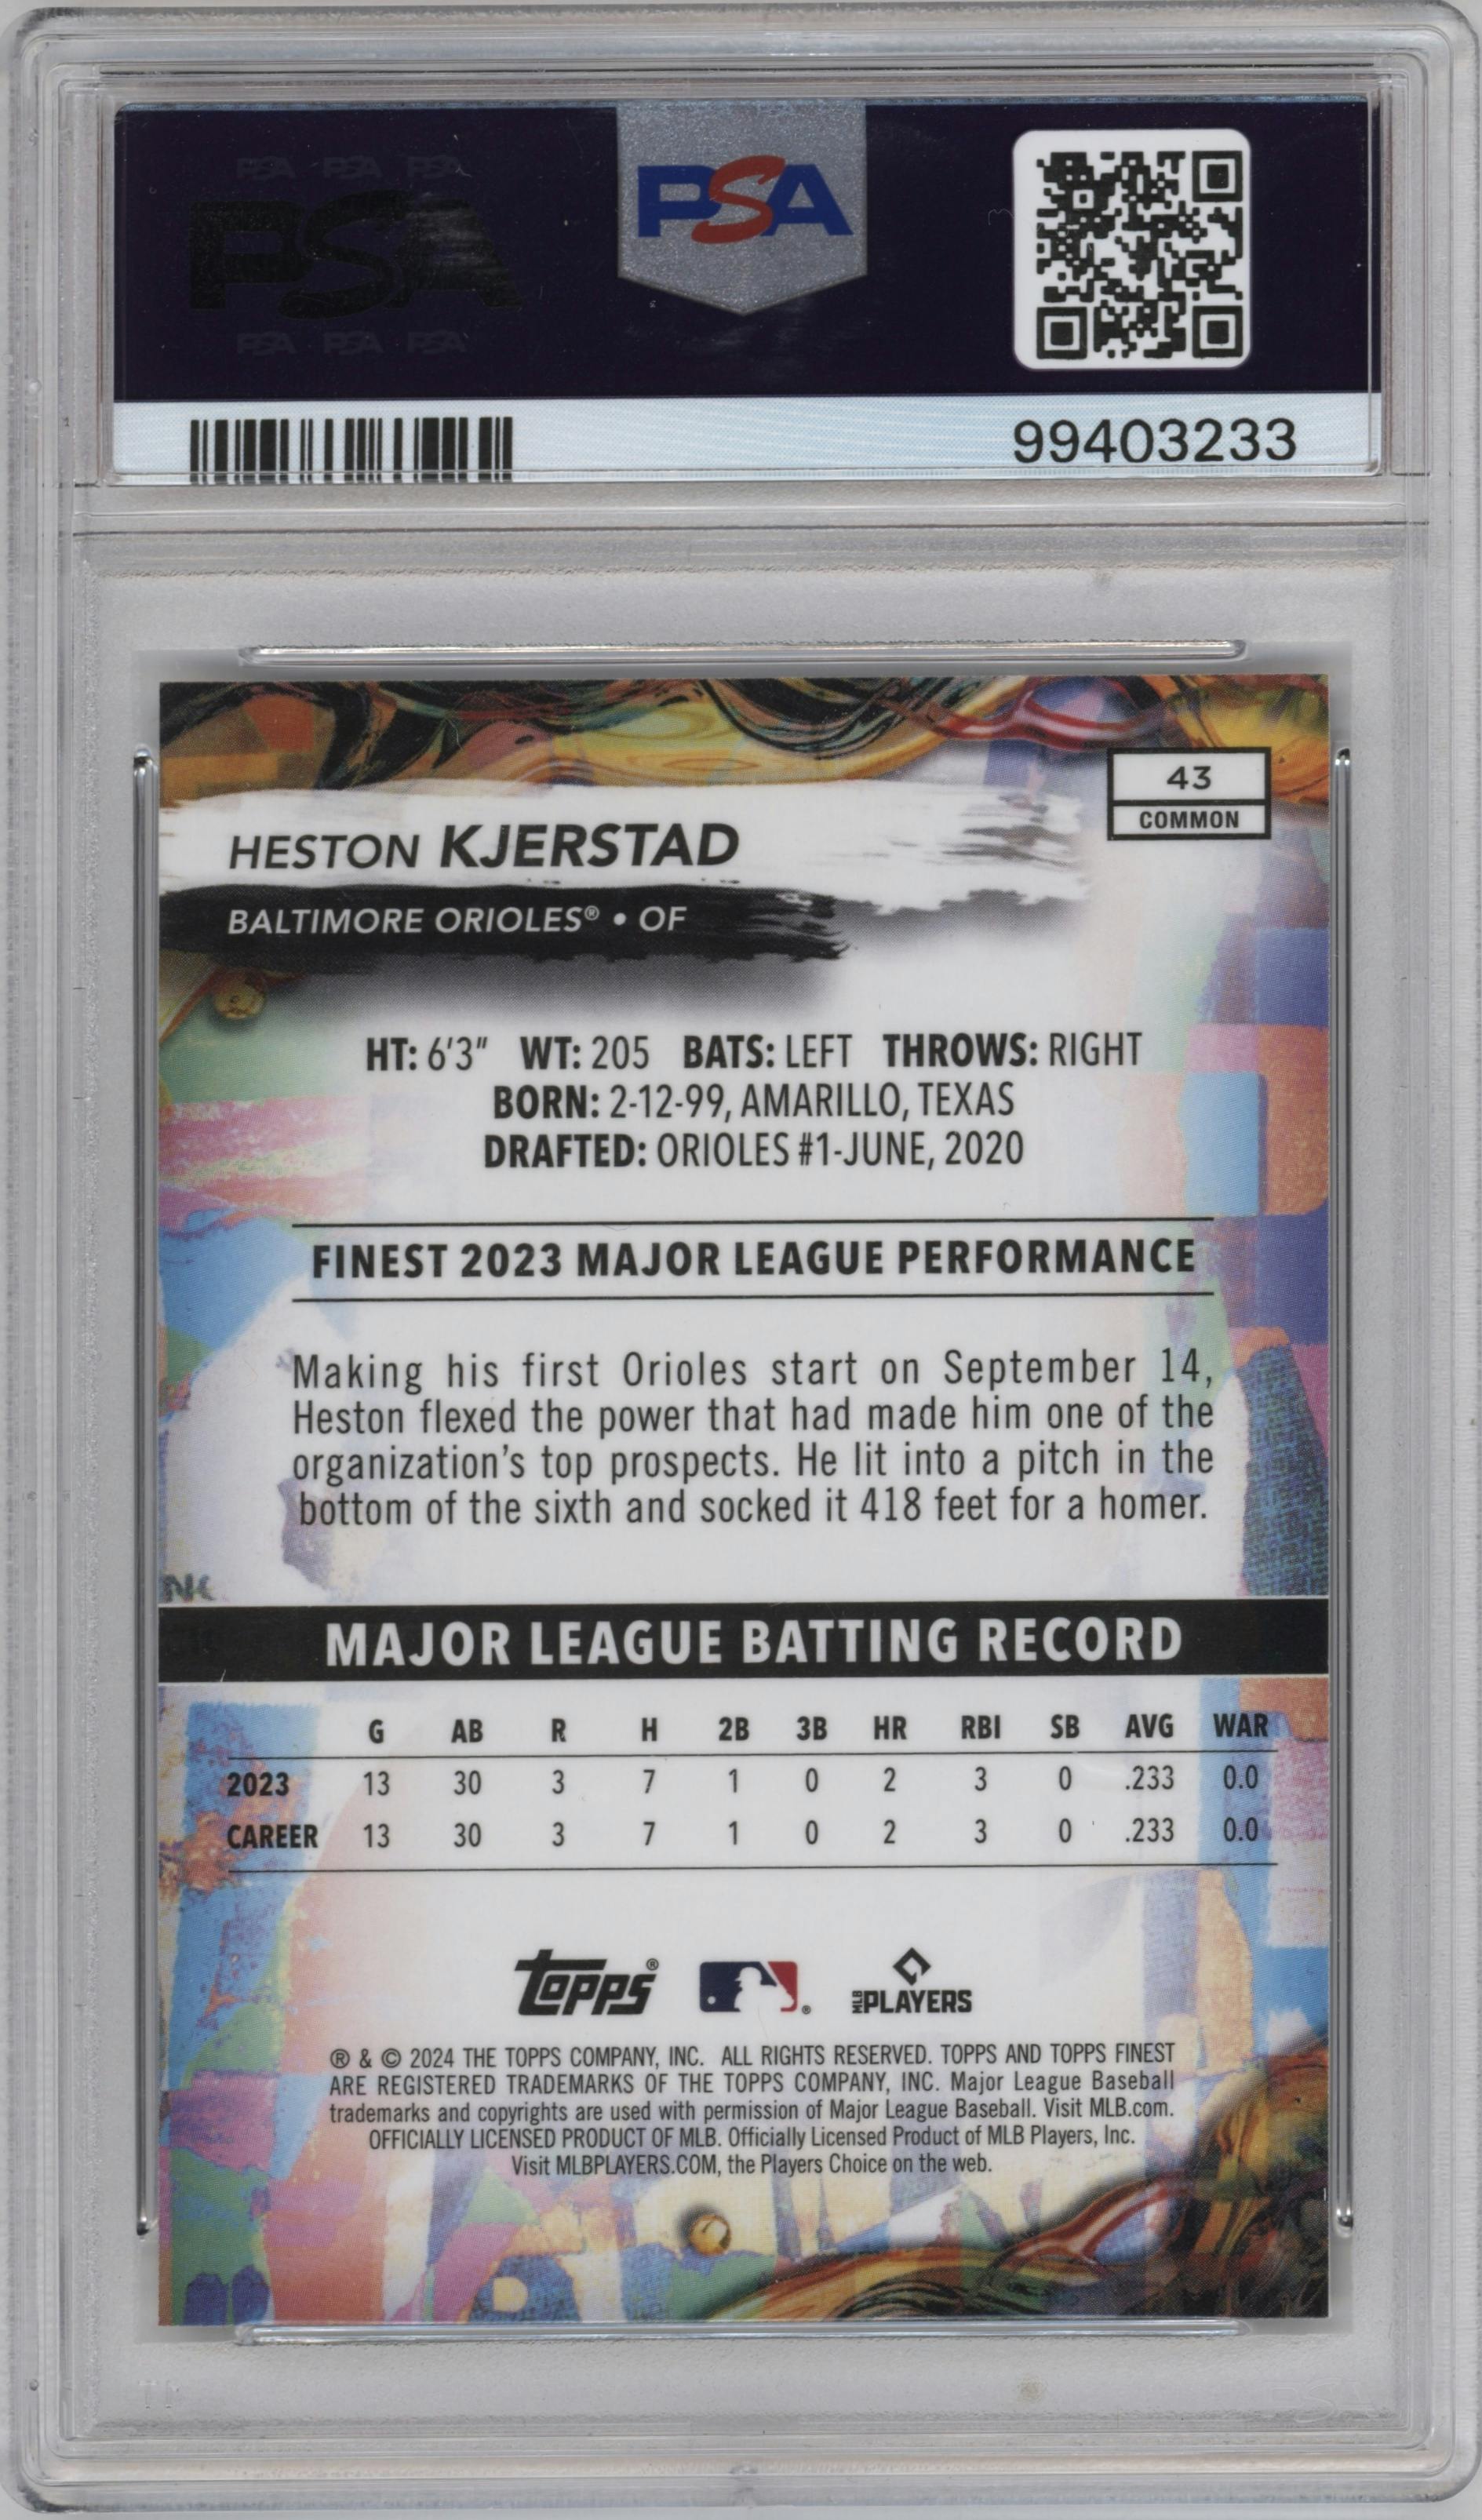 PSA PSA PSA
PSA
PSA
PSA PSA PSA
99403233
43
COMMON
HESTON KJERSTAD
BALTIMORE ORIOLES® • OF
HT: 6'3" WT: 205 BATS: LEFT THROWS: RIGHT
BORN: 2-12-99, AMARILLO, TEXAS
DRAFTED: ORIOLES #1-JUNE, 2020
FINEST 2023 MAJOR LEAGUE PERFORMANCE
Making his first Orioles start on September 14,
Heston flexed the power that had made him one of the
organization's top prospects. He lit into a pitch in the
bottom of the sixth and socked it 418 feet for a homer.
NK
MAJOR LEAGUE BATTING RECORD
G AB R H 2B 3B HR RBI SB AVG WAR
2023 13 30 3 7 1 0 2 3 0 .233 0.0
CAREER 13 30 3 7 1 0 2 3 0 .233 0.0
topps® ® MLB PLAYERS
® & © 2024 THE TOPPS COMPANY, INC. ALL RIGHTS RESERVED. TOPPS AND TOPPS FINEST
ARE REGISTERED TRADEMARKS OF THE TOPPS COMPANY, INC. Major League Baseball
trademarks and copyrights are used with permission of Major League Baseball. Visit MLB.com.
OFFICIALLY LICENSED PRODUCT OF MLB. Officially Licensed Product of MLB Players, Inc.
Visit MLBPLAYERS.COM, the Players Choice on the web.